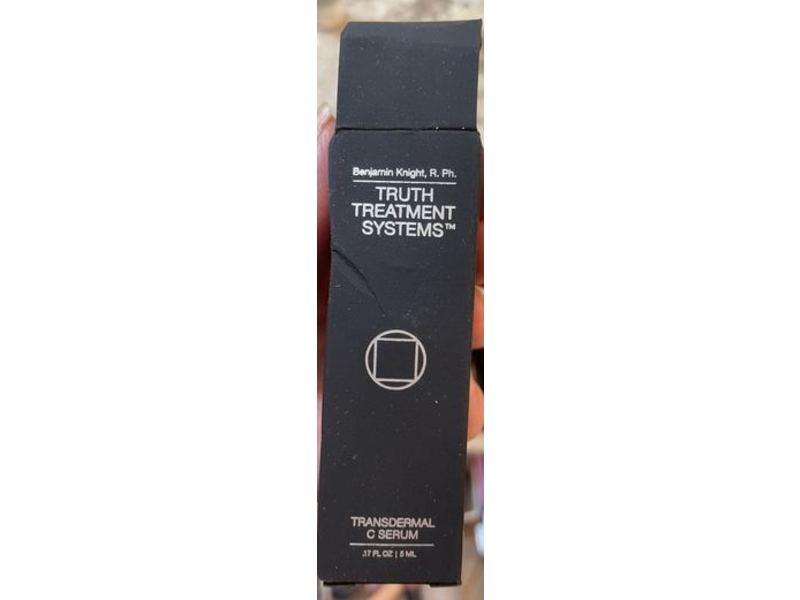 Benjamin Knight, R. Ph.
TRUTH
TREATMENT
SYSTEMS™
TRANSDERMAL
C SERUM
.17 FL OZ | 5 ML